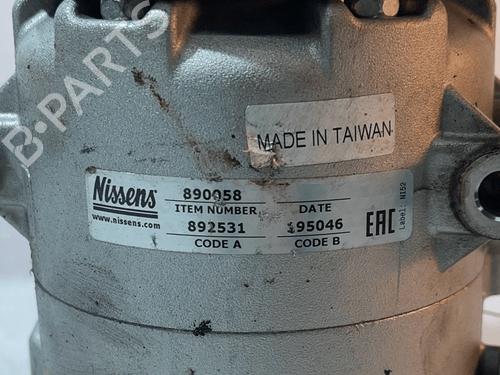 B-PARTS
MADE IN TAIWAN
Nissens
www.nissens.com
890058
ITEM NUMBER DATE
892531 195046
CODE A CODE B
EAC
Label: N152